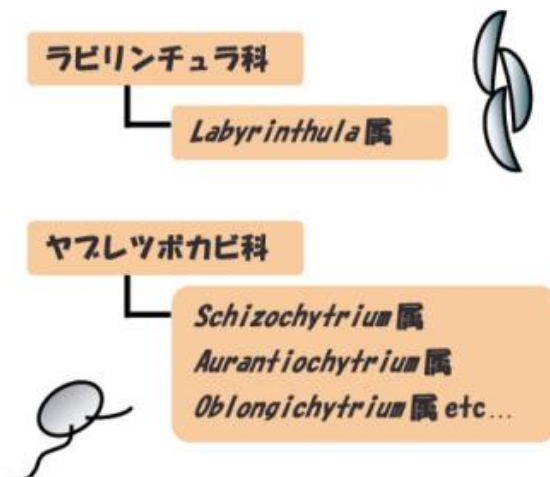 ラビリンチュラ科
Labyrinthula属
ヤブレツボカビ科
Schizochytrium属
Aurantiochytrium属
Oblongichytrium属 etc...